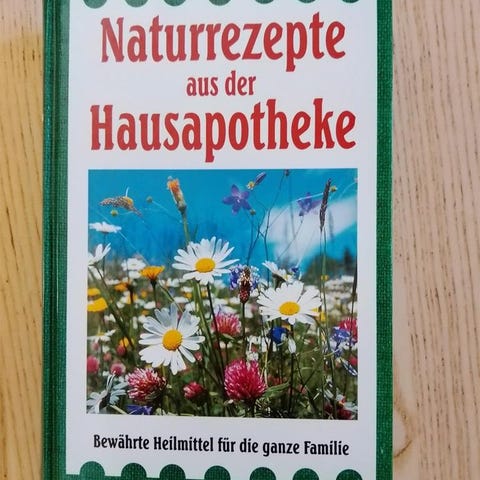 Naturrezepte
aus der
Hausapotheke
Bewährte Heilmittel für die ganze Familie